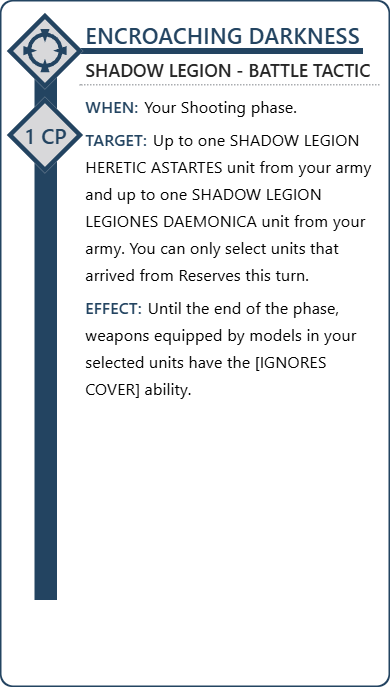 ENCROACHING DARKNESS
SHADOW LEGION - BATTLE TACTIC
WHEN: Your Shooting phase.
1 CP
TARGET: Up to one SHADOW LEGION
HERETIC ASTARTES unit from your army
and up to one SHADOW LEGION
LEGIONES DAEMONICA unit from your
army. You can only select units that
arrived from Reserves this turn.
EFFECT: Until the end of the phase,
weapons equipped by models in your
selected units have the [IGNORES
COVER] ability.